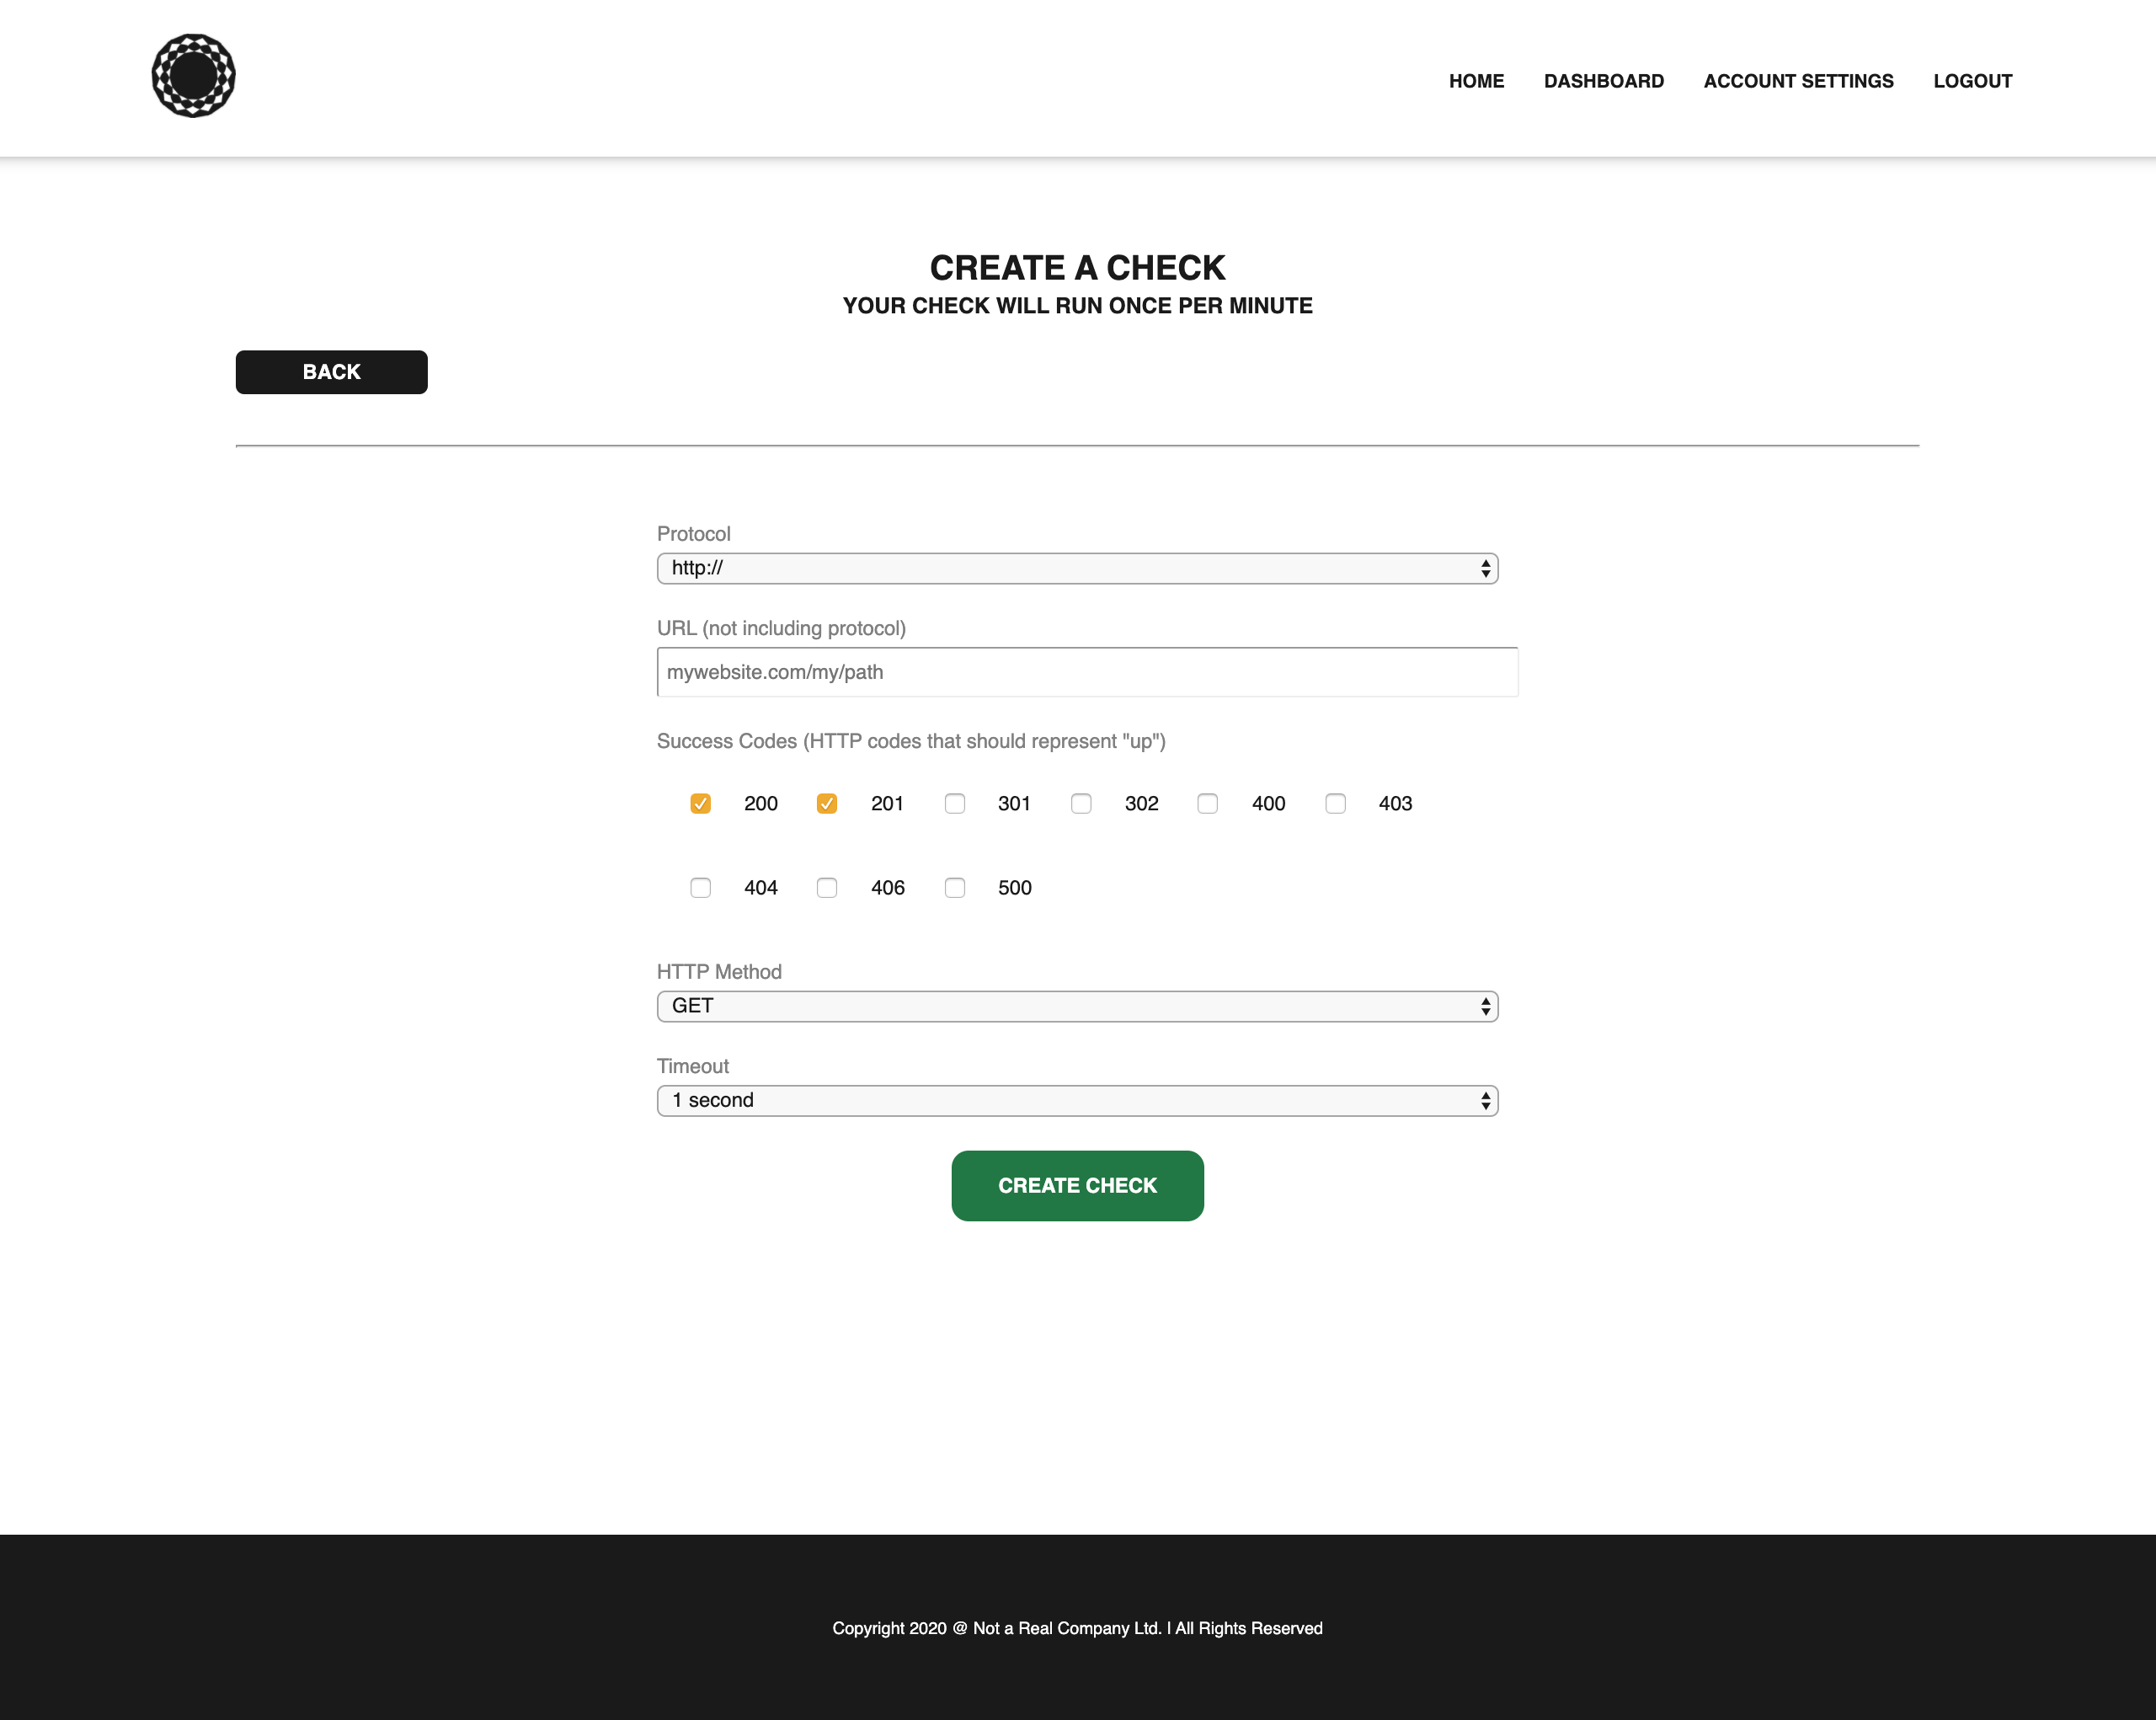 HOME DASHBOARD ACCOUNT SETTINGS LOGOUT
CREATE A CHECK
YOUR CHECK WILL RUN ONCE PER MINUTE
BACK
Protocol
http://
URL (not including protocol)
mywebsite.com/my/path
Success Codes (HTTP codes that should represent "up")
200 201 301 302 400 403
404 406 500
HTTP Method
GET
Timeout
1 second
CREATE CHECK
Copyright 2020 @ Not a Real Company Ltd. I All Rights Reserved